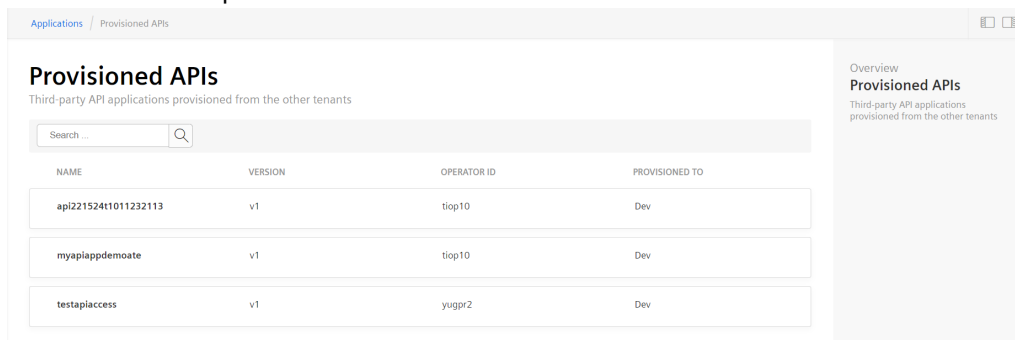 Applications / Provisioned APIs
Provisioned APIs
Third-party API applications provisioned from the other tenants
Search ...
NAME VERSION OPERATOR ID PROVISIONED TO
api221524t1011232113 v1 tiop10 Dev
myapiappdemoate v1 tiop10 Dev
testapiaccess v1 yugpr2 Dev
Overview
Provisioned APIs
Third-party API applications
provisioned from the other tenants